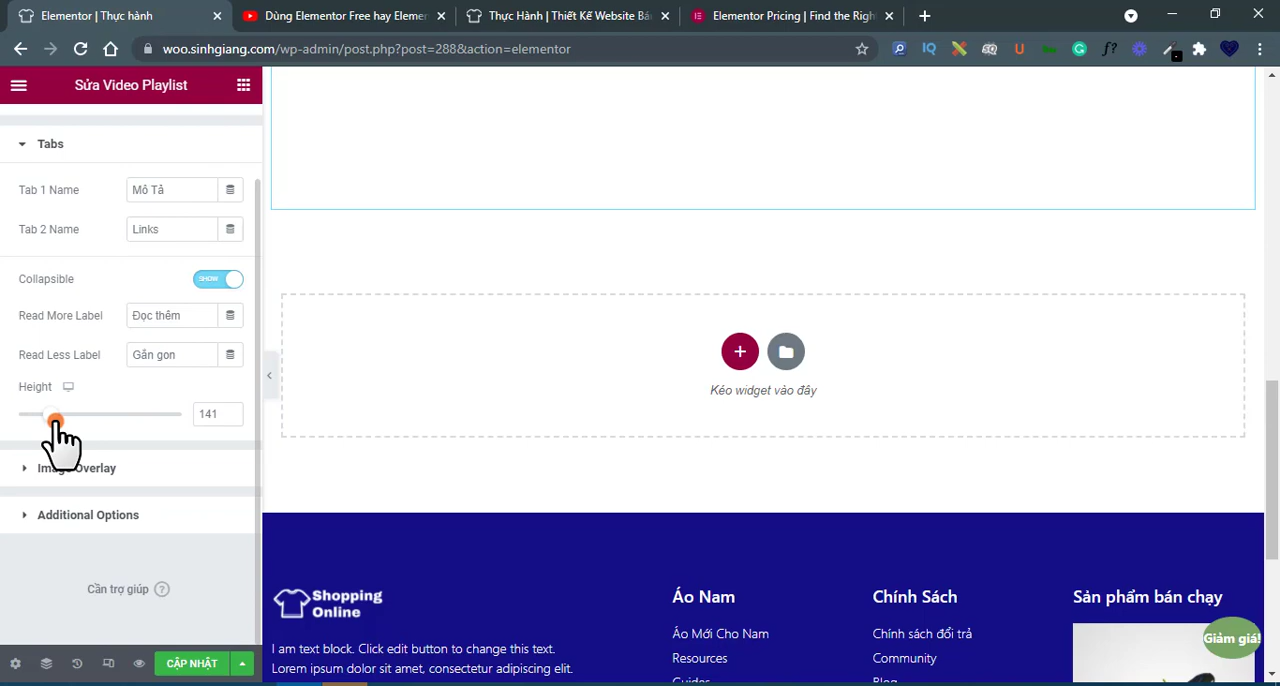 Elementor | Thực hành
Dùng Elementor Free hay Elemen
Thực Hành | Thiết Kế Website Bá
Elementor Pricing | Find the Righ
woo.sinhgiang.com/wp-admin/post.php?post=288&action=elementor
Sửa Video Playlist
Tabs
Tab 1 Name
Mô Tả
Tab 2 Name
Links
Collapsible
SHOW
Read More Label
Đọc thêm
Read Less Label
Gắn gon
Height
141
Image Overlay
Additional Options
Cần trợ giúp
CẬP NHẬT
Kéo widget vào đây
Shopping
Online
I am text block. Click edit button to change this text.
Lorem ipsum dolor sit amet, consectetur adipiscing elit.
Áo Nam
Áo Mới Cho Nam
Resources
Guides
Chính Sách
Chính sách đổi trả
Community
Blog
Sản phẩm bán chạy
Giảm giá!